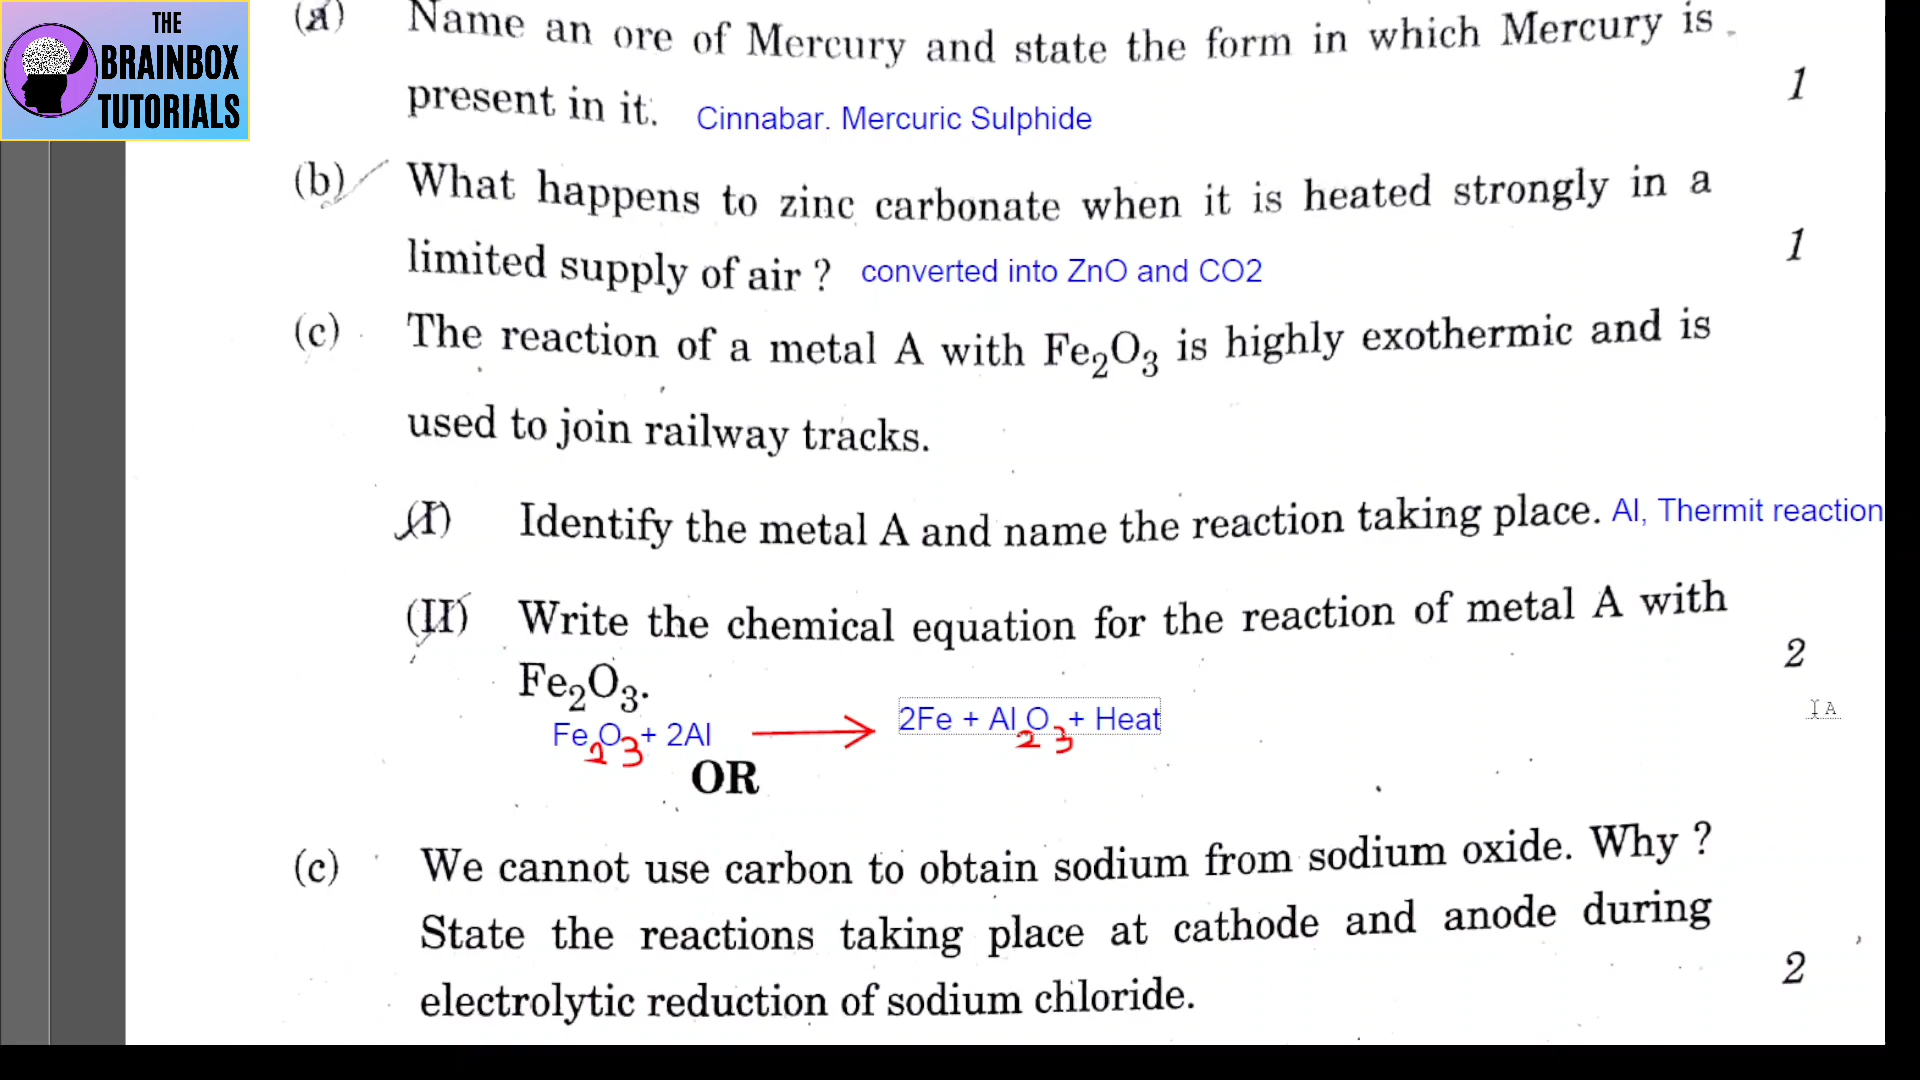 THE
BRAINBOX
TUTORIALS
(a) Name an ore of Mercury and state the form in which Mercury is
present in it. Cinnabar. Mercuric Sulphide 1
(b) What happens to zinc carbonate when it is heated strongly in a
limited supply of air ? converted into ZnO and CO2 1
(c) The reaction of a metal A with Fe2O3 is highly exothermic and is
used to join railway tracks.
(I) Identify the metal A and name the reaction taking place. Al, Thermit reaction
(II) Write the chemical equation for the reaction of metal A with
Fe2O3. 2
Fe2O3 + 2Al → 2Fe + Al2O3 + Heat
OR
(c) We cannot use carbon to obtain sodium from sodium oxide. Why ?
State the reactions taking place at cathode and anode during
electrolytic reduction of sodium chloride. 2